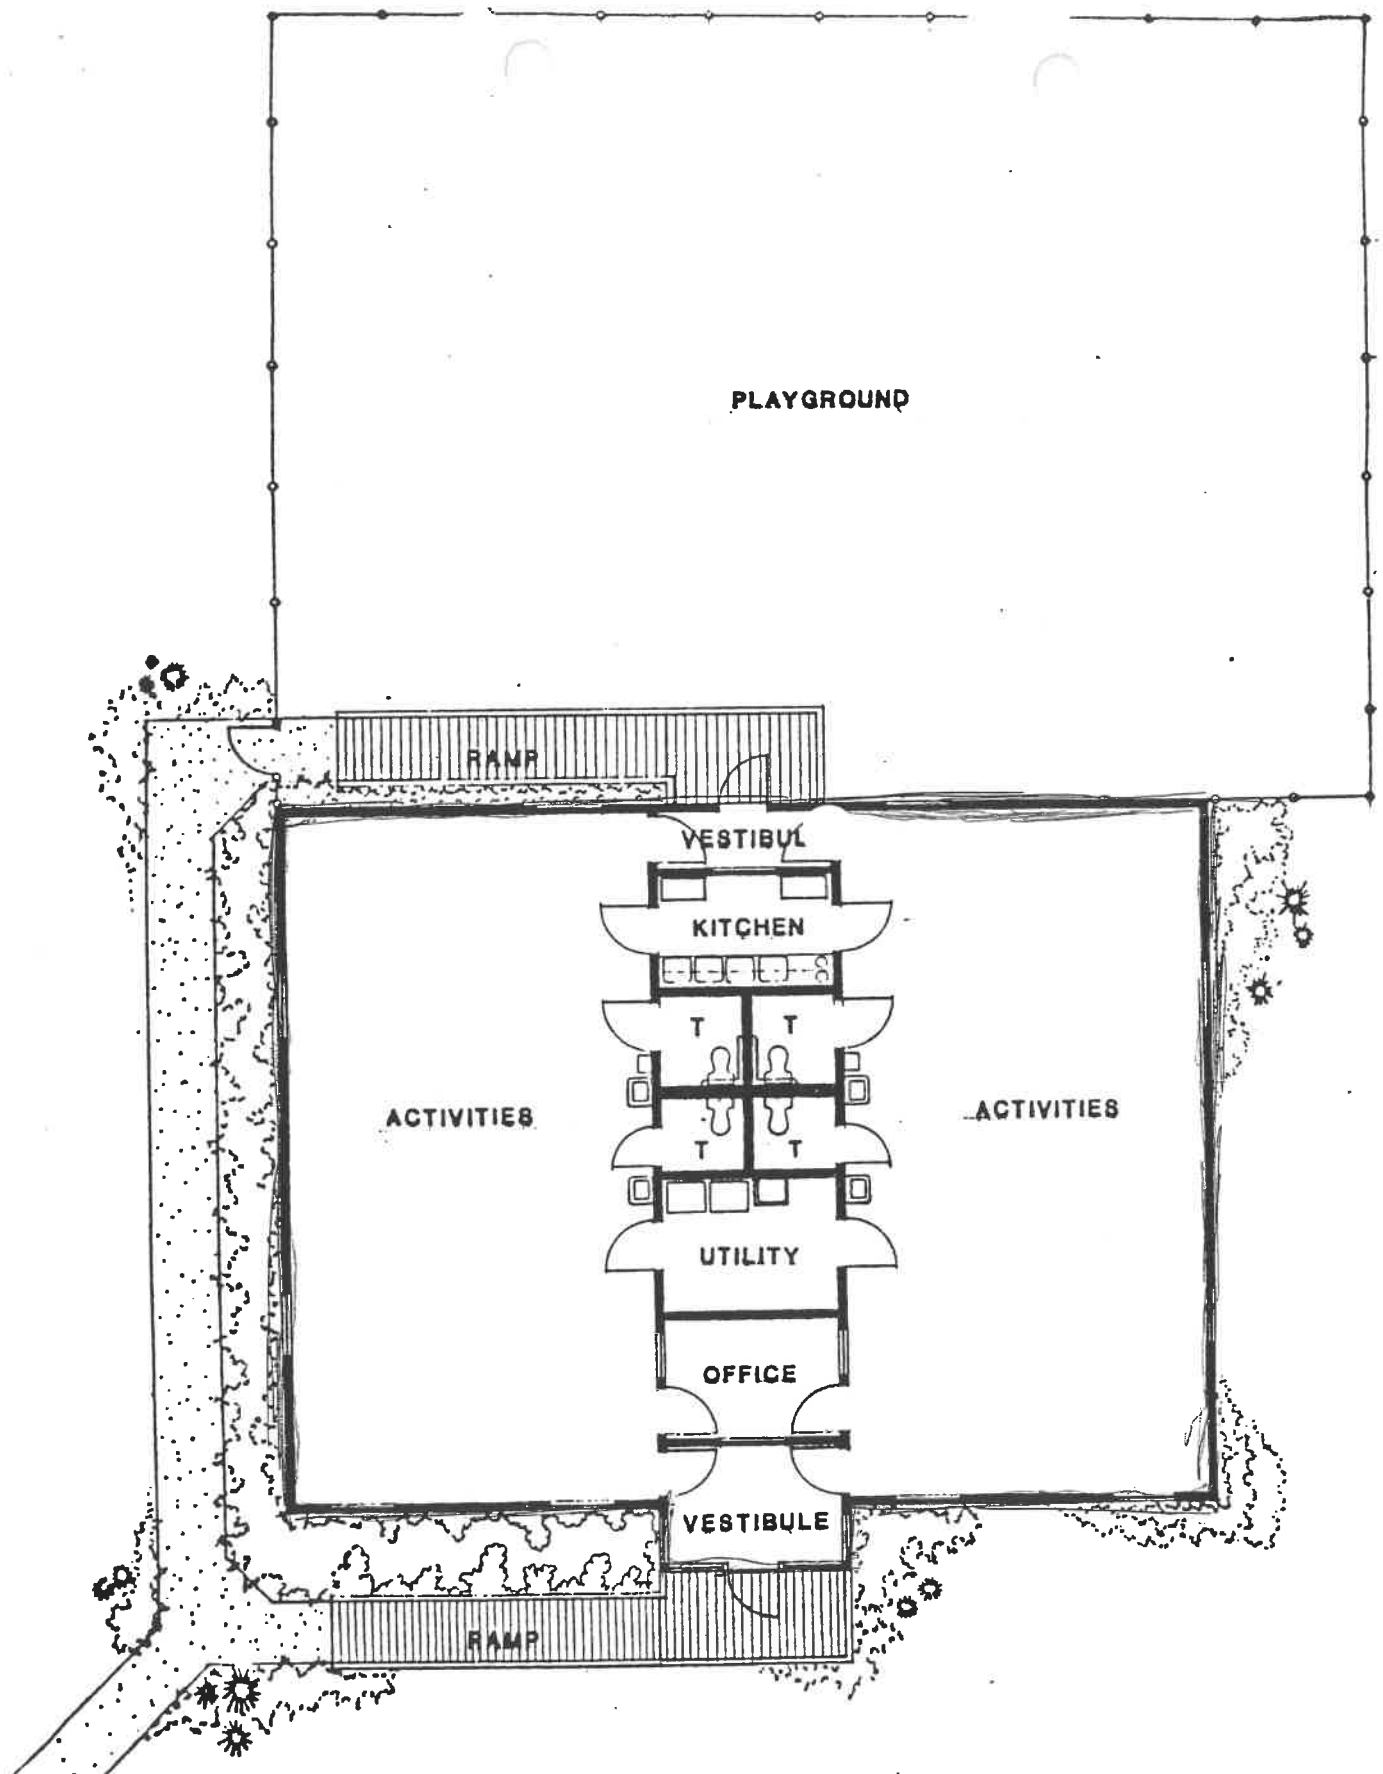 PLAYGROUND
RAMP
VESTIBUL
KITCHEN
T
T
ACTIVITIES
ACTIVITIES
T
T
UTILITY
OFFICE
VESTIBULE
RAMP